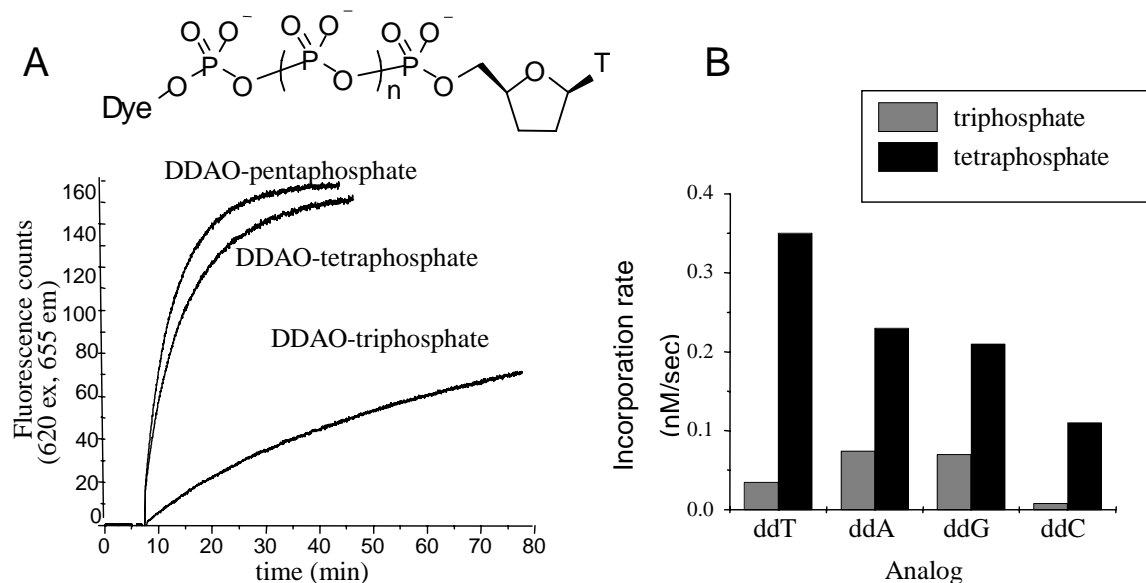 A
O
O
–
O
O
–
O
O
–
P
P
P
O
O
O
O
n
Dye
O
T
DDAO-pentaphosphate
DDAO-tetraphosphate
DDAO-triphosphate
Fluorescence counts
(620 ex, 655 em)
160
140
120
100
80
60
40
20
0
0 10 20 30 40 50 60 70 80
time (min)
B
triphosphate
tetraphosphate
Incorporation rate
(nM/sec)
0.4
0.3
0.2
0.1
0.0
ddT ddA ddG ddC
Analog